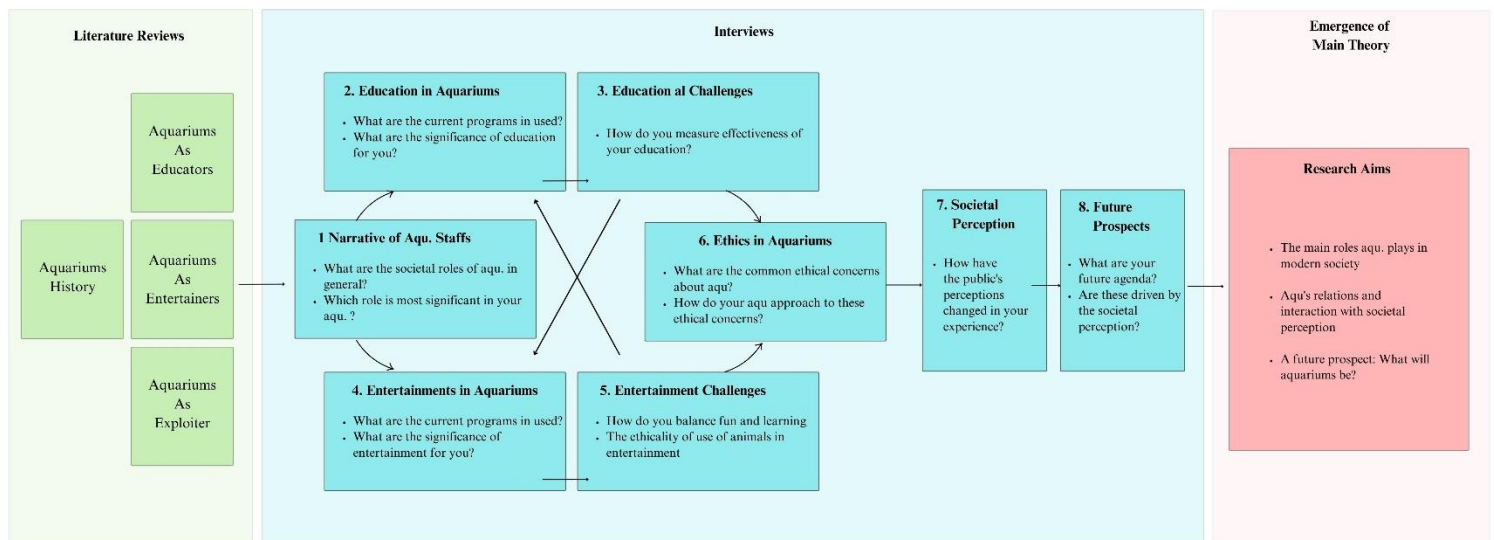 Literature Reviews
Aquariums
As
Educators
Aquariums
History
Aquariums
As
Entertainers
Aquariums
As
Exploiter
Interviews
1 Narrative of Aqu. Staffs
• What are the societal roles of aqu. in
general?
• Which role is most significant in your
aqu. ?
2. Education in Aquariums
• What are the current programs in used?
• What are the significance of education
for you?
3. Education al Challenges
• How do you measure effectiveness of
your education?
4. Entertainments in Aquariums
• What are the current programs in used?
• What are the significance of
entertainment for you?
5. Entertainment Challenges
• How do you balance fun and learning
• The ethicality of use of animals in
entertainment
6. Ethics in Aquariums
• What are the common ethical concerns
about aqu?
• How do your aqu approach to these
ethical concerns?
7. Societal
Perception
• How have
the public's
perceptions
changed in your
experience?
8. Future
Prospects
• What are your
future agenda?
• Are these driven by
the societal
perception?
Emergence of
Main Theory
Research Aims
• The main roles aqu. plays in
modern society
• Aqu's relations and
interaction with societal
perception
• A future prospect: What will
aquariums be?